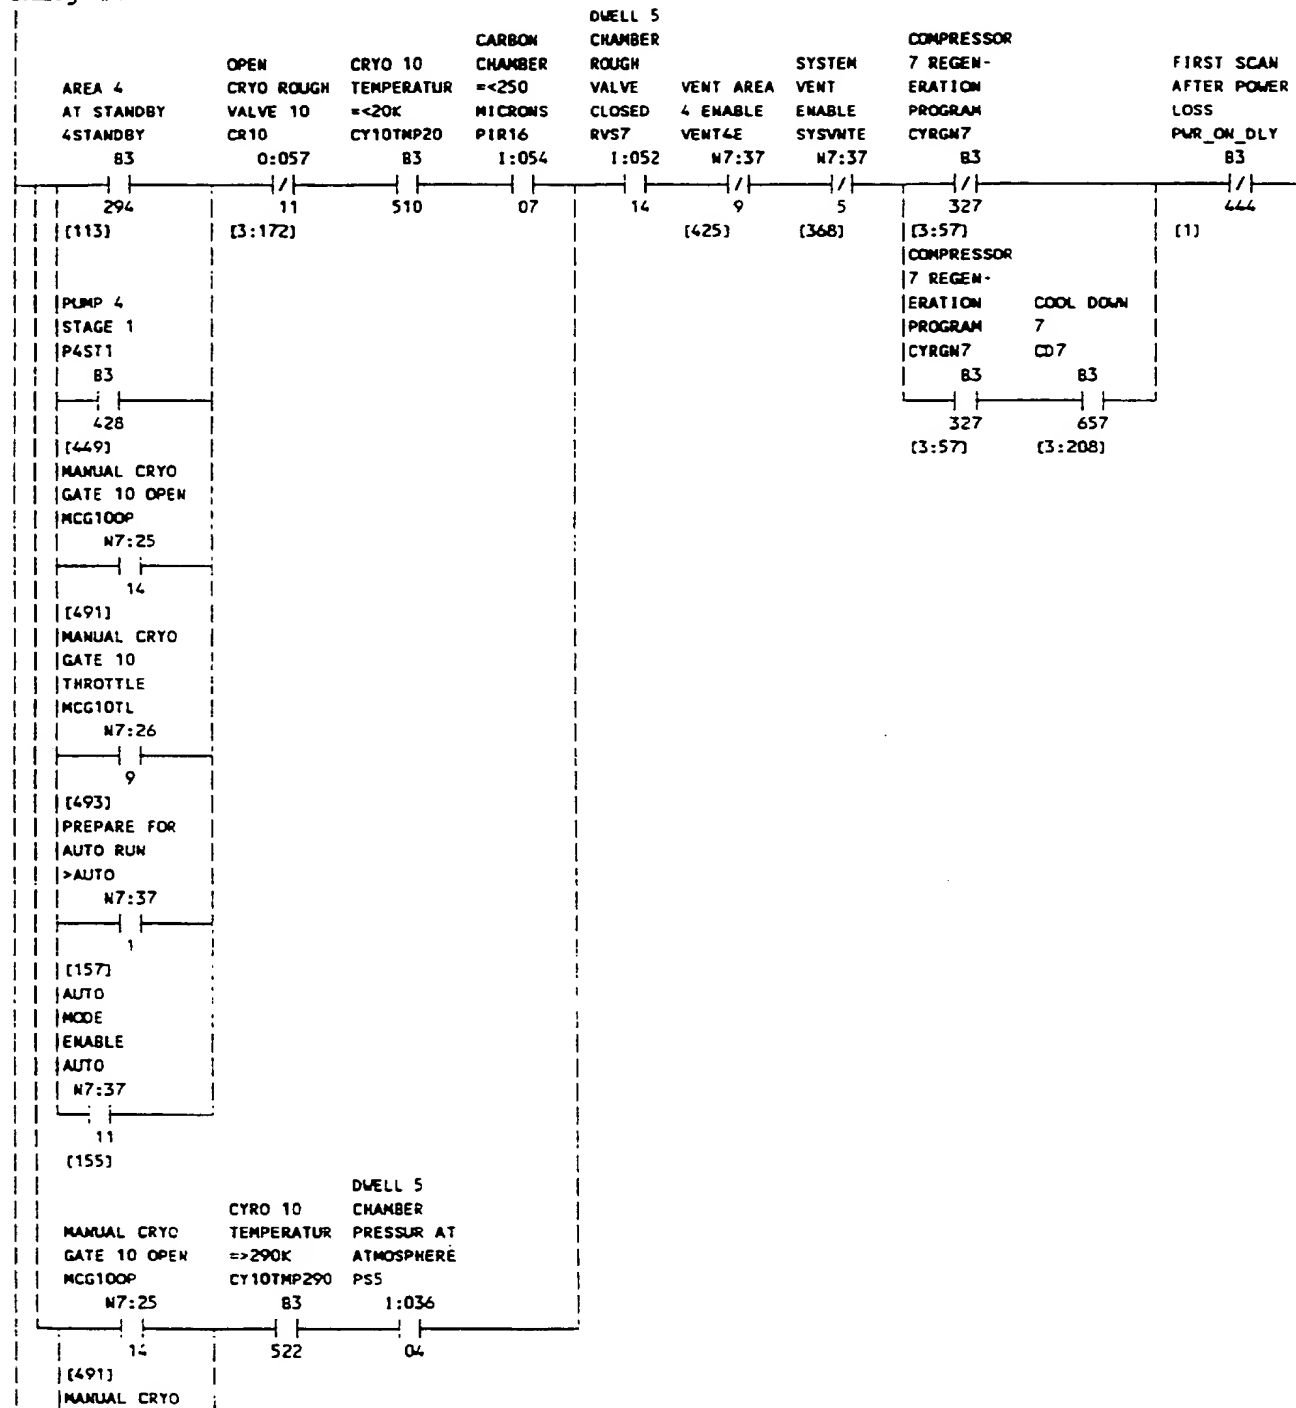 DWELL 5
CARBON CHAMBER COMPRESSOR
OPEN CRYO 10 CHAMBER ROUGH SYSTEM 7 REGEN- FIRST SCAN
AREA 4 CRYO ROUGH TEMPERATUR =<250 VALVE VENT AREA VENT ERATION AFTER POWER
AT STANDBY VALVE 10 =<20K MICRONS CLOSED 4 ENABLE ENABLE PROGRAM LOSS
4STANDBY CR10 CY10TMP20 PIR16 RVS7 VENT4E SYSVNTE CYRGN7 PWR_ON_DLY
B3 O:057 B3 I:054 I:052 N7:37 N7:37 B3 B3
294 11 510 07 14 9 5 327 444
[113] [3:172] [425] [368] [3:57] [1]
COMPRESSOR
7 REGEN-
PUMP 4 ERATION COOL DOWN
STAGE 1 PROGRAM 7
P4ST1 CYRGN7 CD7
B3 B3 B3
428 327 657
[449] [3:57] [3:208]
MANUAL CRYO
GATE 10 OPEN
MCG10OP
N7:25
14
[491]
MANUAL CRYO
GATE 10
THROTTLE
MCG10TL
N7:26
9
[493]
PREPARE FOR
AUTO RUN
>AUTO
N7:37
1
[157]
AUTO
MODE
ENABLE
AUTO
N7:37
11
[155]
DWELL 5
CYRO 10 CHAMBER
MANUAL CRYO TEMPERATUR PRESSUR AT
GATE 10 OPEN =>290K ATMOSPHERE
MCG10OP CY10TMP290 PS5
N7:25 B3 I:036
14 522 04
[491]
MANUAL CRYO